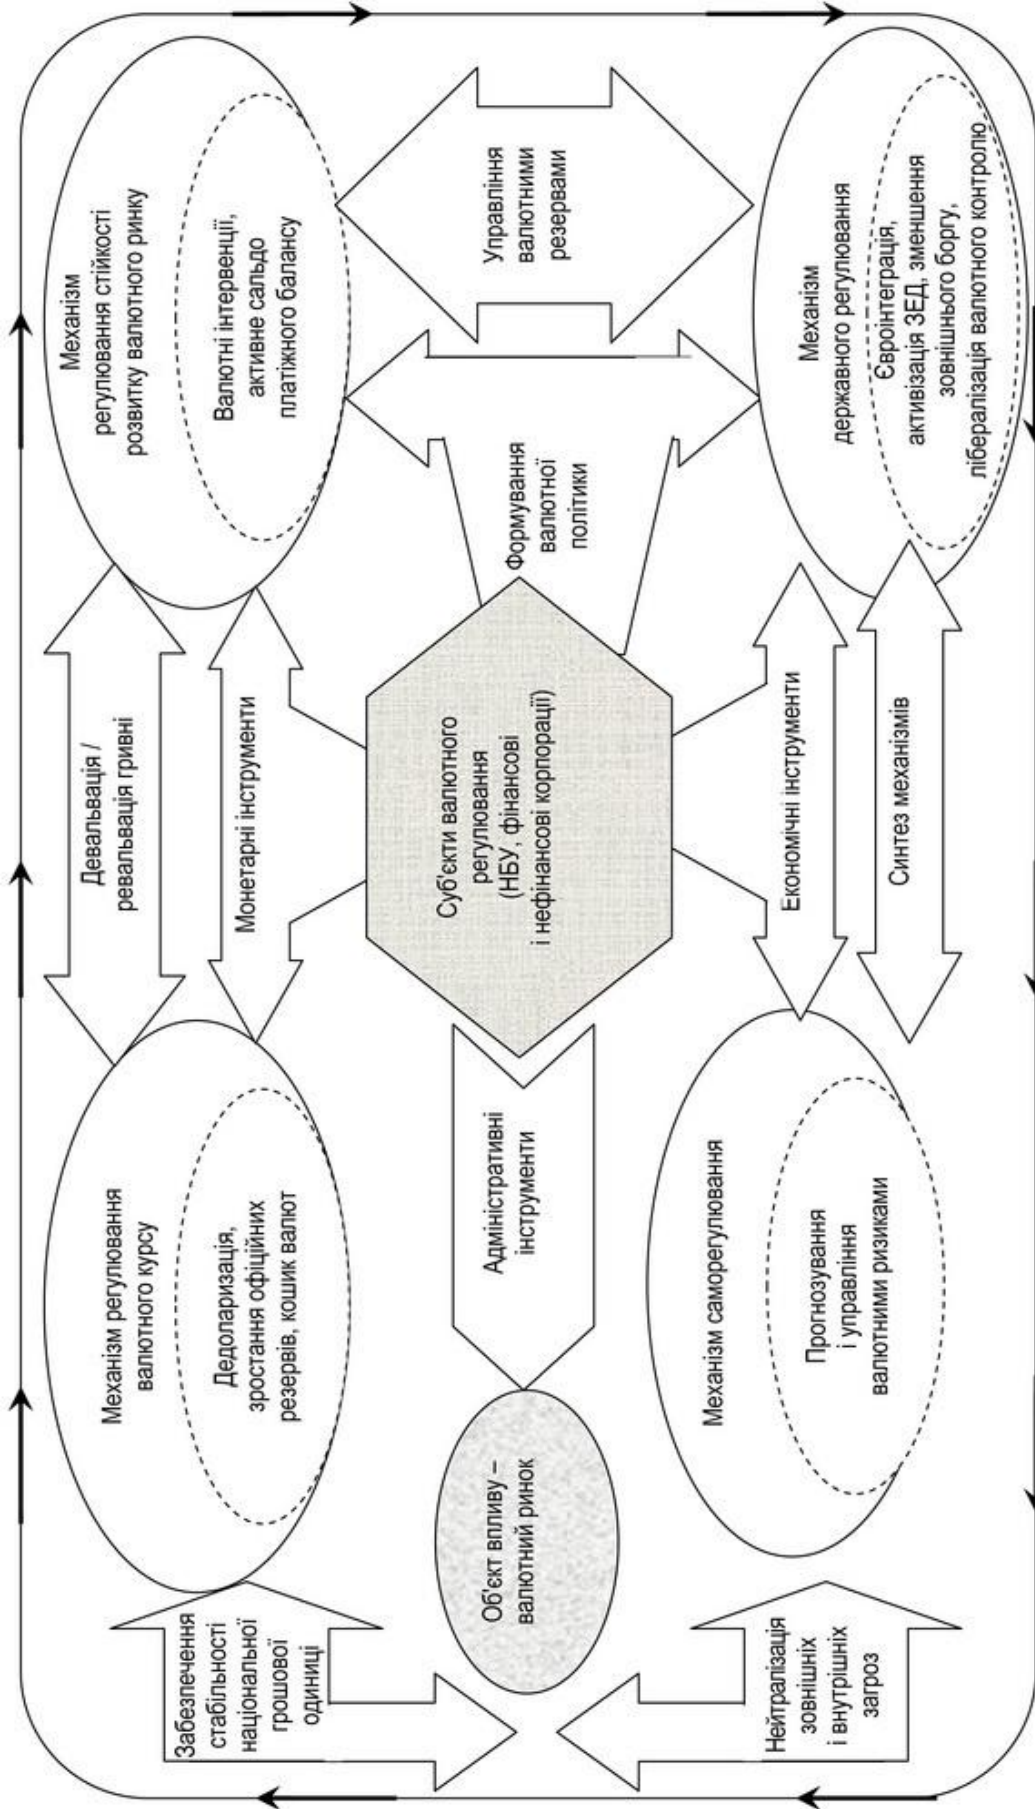 Забезпечення
стабільності
національної
грошової
одиниці
Механізм регулювання
валютного курсу
Дедоларизація,
зростання офіційних
резервів, кошик валют
Девальвація /
ревальвація гривні
Монетарні інструменти
Механізм
регулювання стійкості
розвитку валютного ринку
Валютні інтервенції,
активне сальдо
платіжного балансу
Об'єкт впливу –
валютний ринок
Адміністративні
інструменти
Суб'єкти валютного
регулювання
(НБУ, фінансові
і нефінансові корпорації)
Формування
валютної
політики
Управління
валютними
резервами
Нейтралізація
зовнішніх
і внутрішніх
загроз
Механізм саморегулювання
Прогнозування
і управління
валютними ризиками
Економічні інструменти
Синтез механізмів
Механізм
державного регулювання
Євроінтеграція,
активізація ЗЕД, зменшення
зовнішнього боргу,
лібералізація валютного контролю